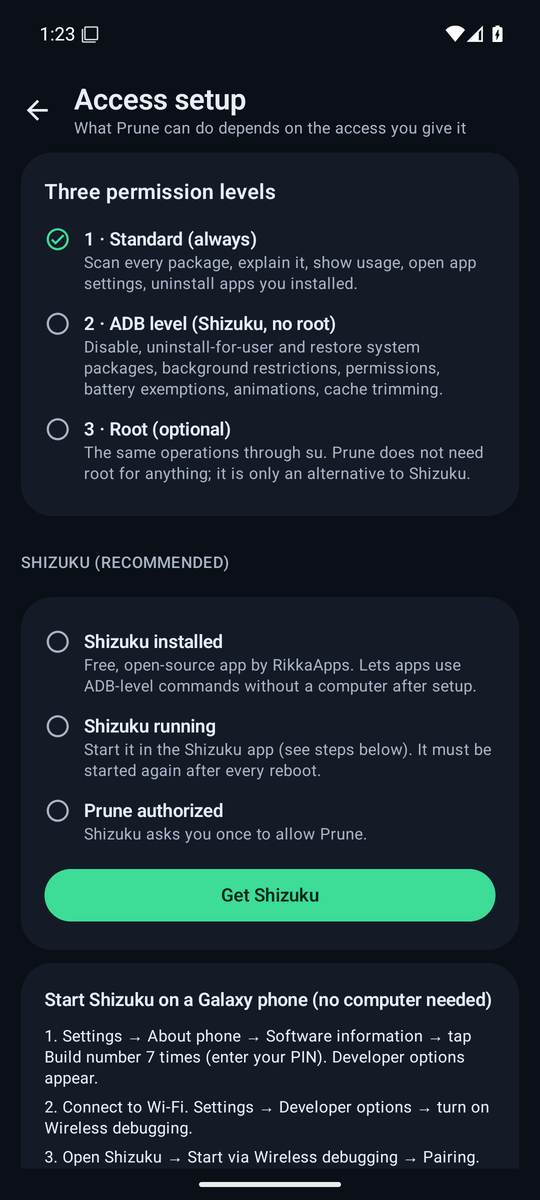 1:23
Access setup
What Prune can do depends on the access you give it
Three permission levels
1 · Standard (always)
Scan every package, explain it, show usage, open app
settings, uninstall apps you installed.
2 · ADB level (Shizuku, no root)
Disable, uninstall-for-user and restore system
packages, background restrictions, permissions,
battery exemptions, animations, cache trimming.
3 · Root (optional)
The same operations through su. Prune does not need
root for anything; it is only an alternative to Shizuku.
SHIZUKU (RECOMMENDED)
Shizuku installed
Free, open-source app by RikkaApps. Lets apps use
ADB-level commands without a computer after setup.
Shizuku running
Start it in the Shizuku app (see steps below). It must be
started again after every reboot.
Prune authorized
Shizuku asks you once to allow Prune.
Get Shizuku
Start Shizuku on a Galaxy phone (no computer needed)
1. Settings → About phone → Software information → tap
Build number 7 times (enter your PIN). Developer options
appear.
2. Connect to Wi-Fi. Settings → Developer options → turn on
Wireless debugging.
3. Open Shizuku → Start via Wireless debugging → Pairing.